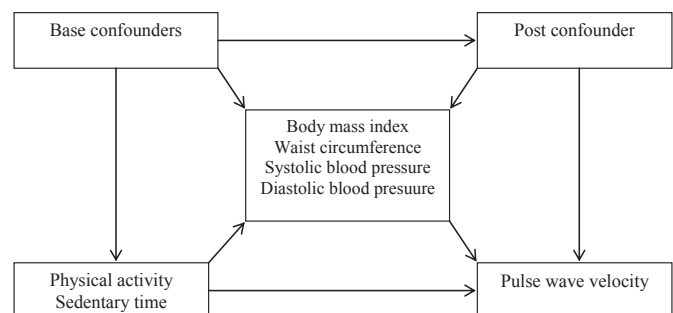 Base confounders
Post confounder
Body mass index
Waist circumference
Systolic blood pressure
Diastolic blood presuure
Physical activity
Sedentary time
Pulse wave velocity